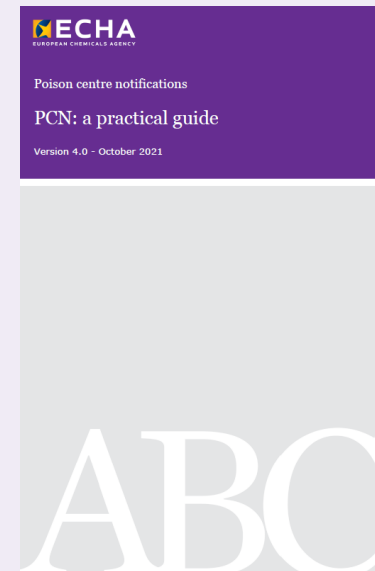 ECHA
EUROPEAN CHEMICALS AGENCY
Poison centre notifications
PCN: a practical guide
Version 4.0 - October 2021
ABC